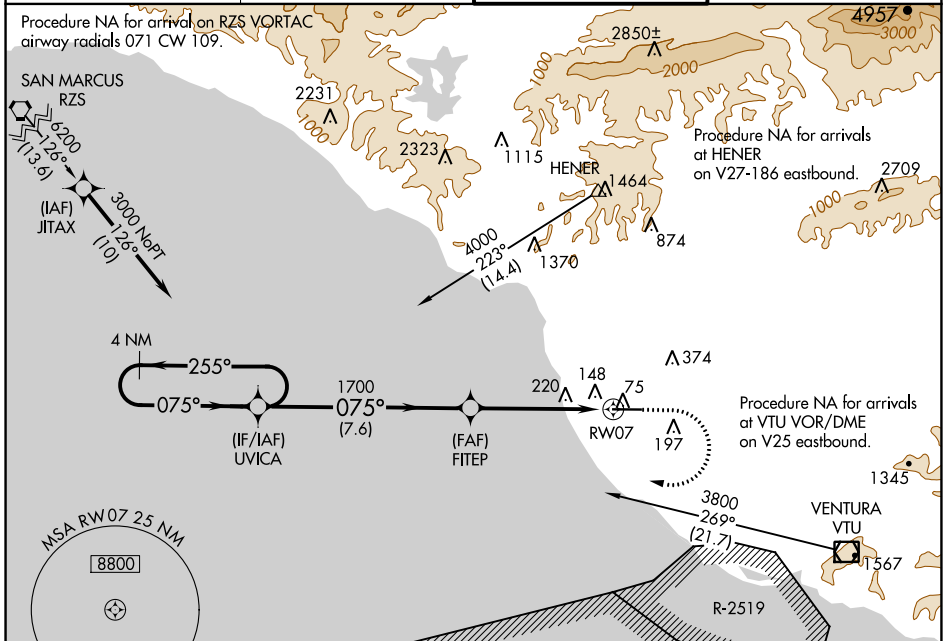 Procedure NA for arrival on RZS VORTAC
airway radials 071 CW 109.
4957
3000
2850±
1000
2000
SAN MARCUS
RZS
2231
1000
6200
126°
(13.6)
2323
1115
Procedure NA for arrivals
at HENER
on V27-186 eastbound.
HENER
1464
2709
1000
(IAF)
JITAX
3000 NoPT
126°
(10)
4000
223°
(14.4)
1370
874
4 NM
255°
075°
1700
075°
(7.6)
220
148
75
374
(IF/IAF)
UVICA
(FAF)
FITEP
RW07
197
Procedure NA for arrivals
at VTU VOR/DME
on V25 eastbound.
1345
3800
269°
(21.7)
VENTURA
VTU
1567
MSA RW07 25 NM
8800
R-2519